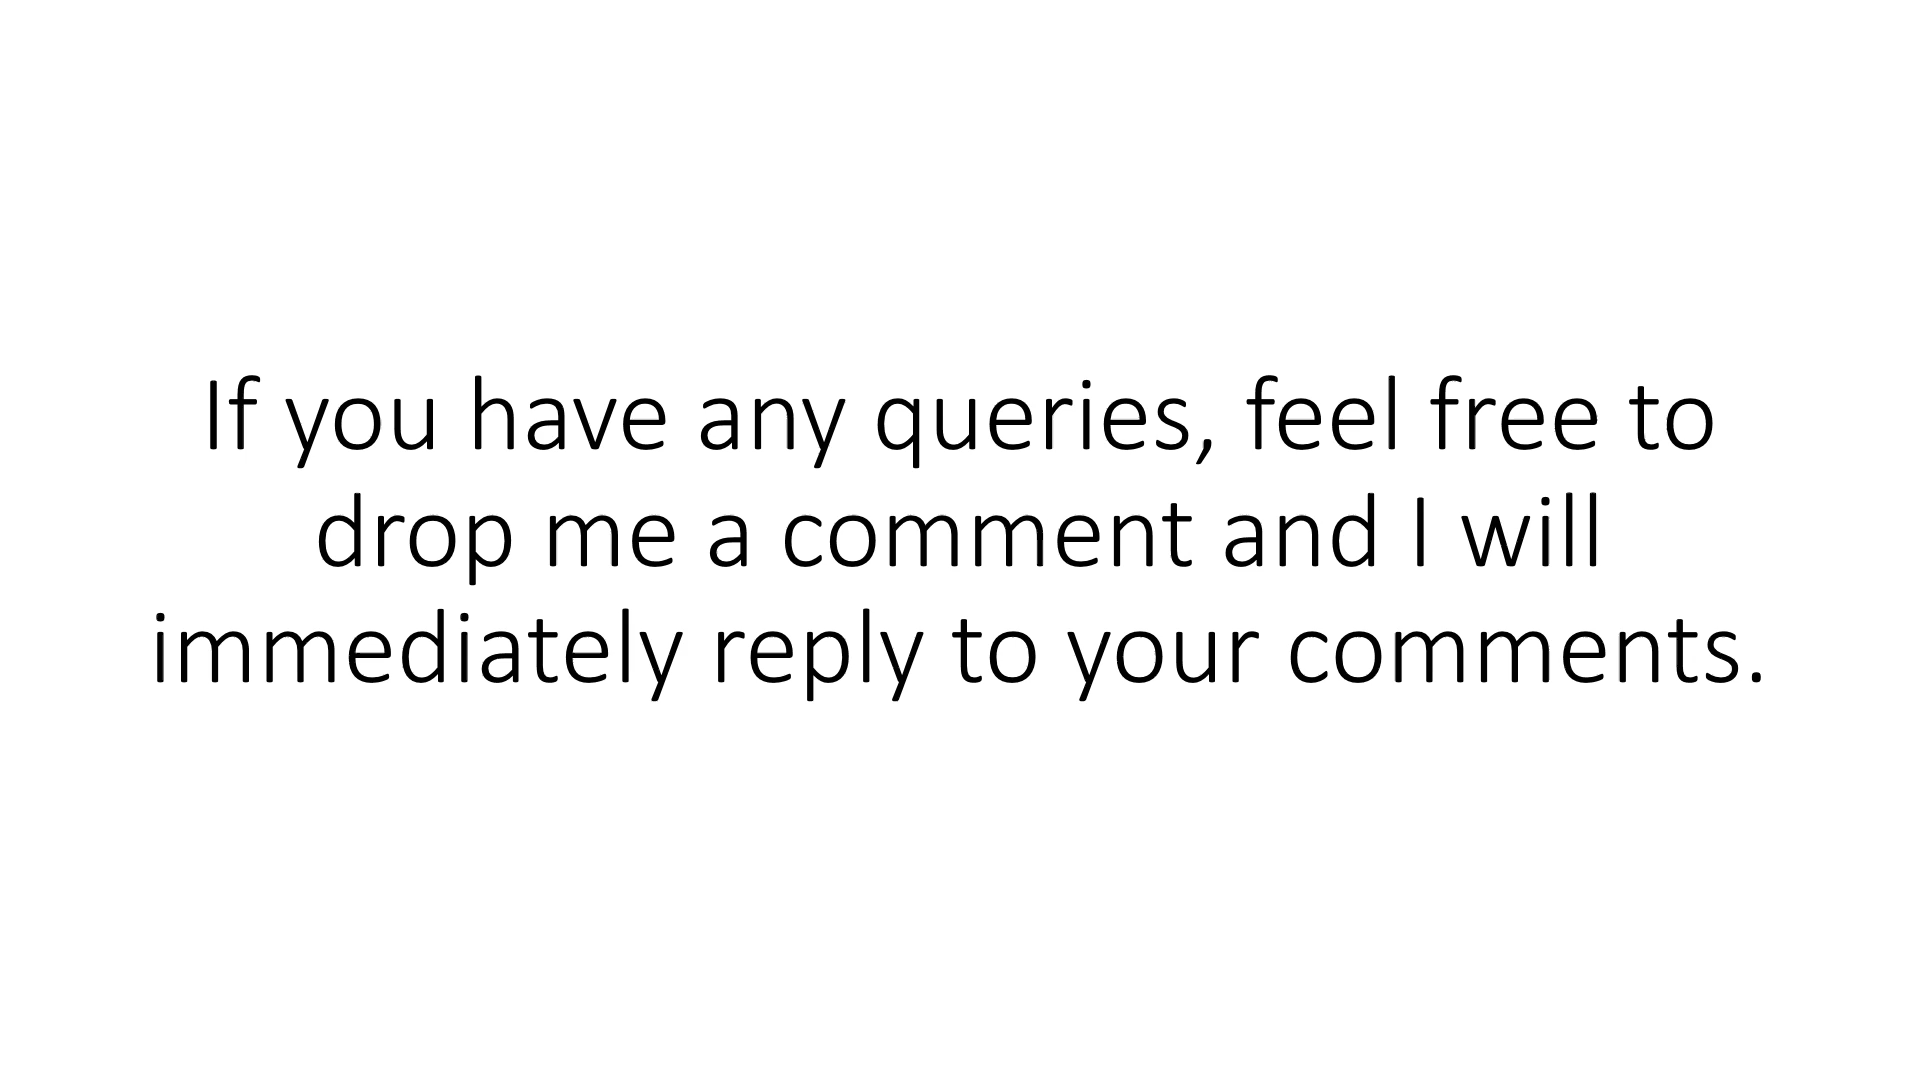 If you have any queries, feel free to
drop me a comment and I will
immediately reply to your comments.